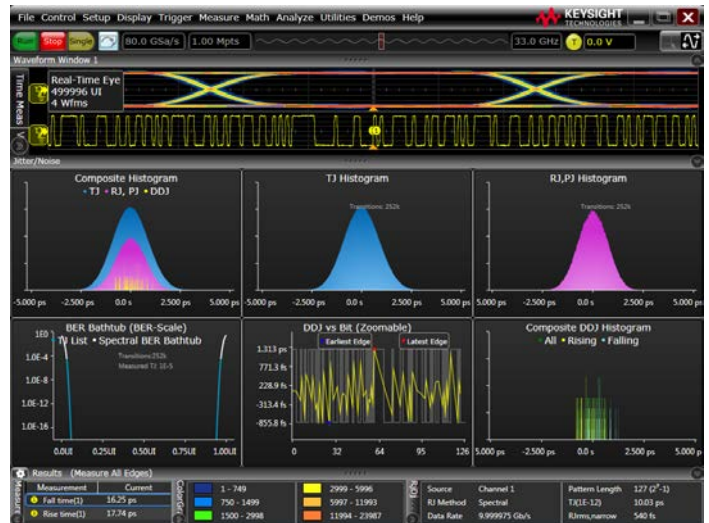 File Control Setup Display Trigger Measure Math Analyze Utilities Demos Help
KEYSIGHT
TECHNOLOGIES
Run Stop Single 80.0 GSa/s 1.00 Mpts 33.0 GHz T 0.0 V
Waveform Window 1
Time Meas
Real-Time Eye
499996 UI
4 Wfms
Jitter/Noise
Composite Histogram
• TJ • RJ, PJ • DDJ
-5.000 ps -2.500 ps 0.0 s 2.500 ps 5.000 ps
TJ Histogram
Transitions: 252k
-5.000 ps -2.500 ps 0.0 s 2.500 ps 5.000 ps
RJ,PJ Histogram
Transitions: 252k
-5.000 ps -2.500 ps 0.0 s 2.500 ps 5.000 ps
BER Bathtub (BER-Scale)
TJ List • Spectral BER Bathtub
Transitions:252k
Measured TJ: 1E-5
1E0
1.0E-4
1.0E-8
1.0E-12
1.0E-16
0.0UI 0.25UI 0.50UI 0.75UI 1.00UI
DDJ vs Bit (Zoomable)
Earliest Edge Latest Edge
1.313 ps
771.3 fs
228.9 fs
-313.4 fs
-855.8 fs
0 32 64 95 126
Composite DDJ Histogram
• All • Rising • Falling
-5.000 ps -2.500 ps 0.0 s 2.500 ps 5.000 p
Results (Measure All Edges)
Measure
Measurement Current
Fall time(1) 16.25 ps
Rise time(1) 17.74 ps
ColorGrd
1 - 749 2999 - 5996
750 - 1499 5997 - 11993
1500 - 2998 11994 - 23987
RjDj
Source Channel 1 Pattern Length 127 (2⁷-1)
RJ Method Spectral TJ(1E-12) 10.03 ps
Data Rate 9.999975 Gb/s RJrms,narrow 540 fs